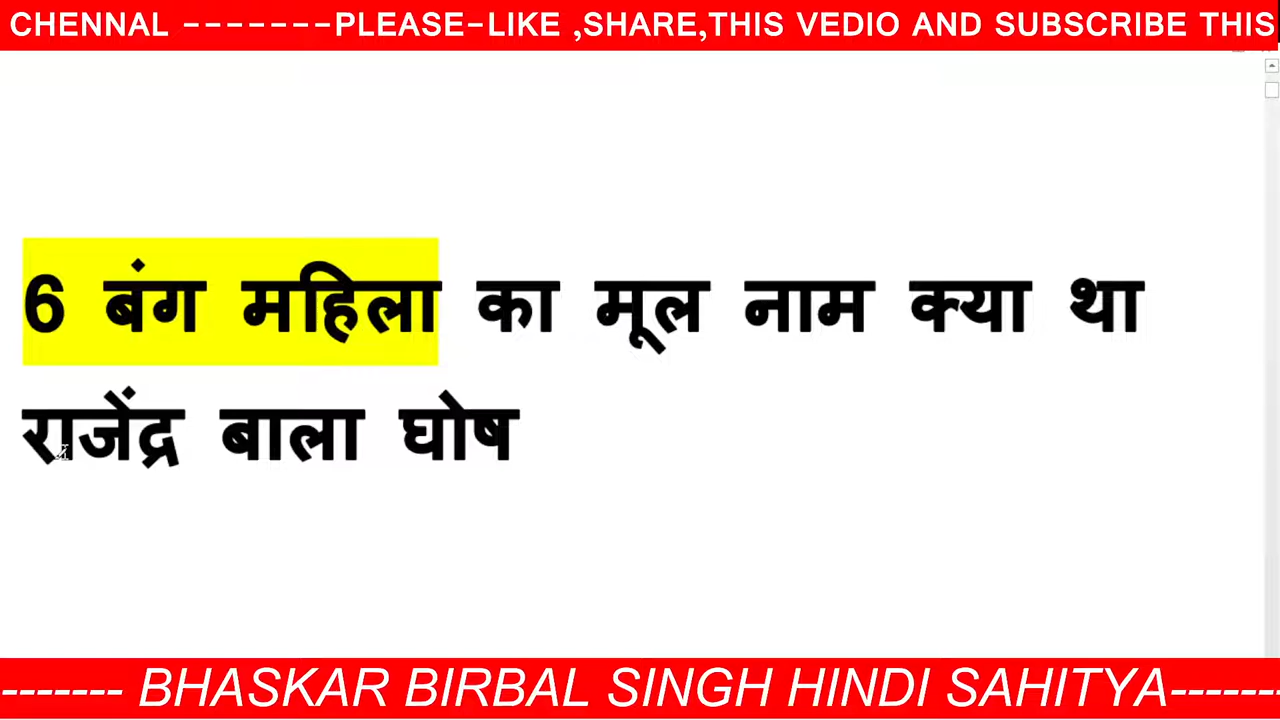 CHENNAL -------PLEASE-LIKE ,SHARE,THIS VEDIO AND SUBSCRIBE THIS
6 बंग महिला का मूल नाम क्या था
राजेंद्र बाला घोष
------- BHASKAR BIRBAL SINGH HINDI SAHITYA-------